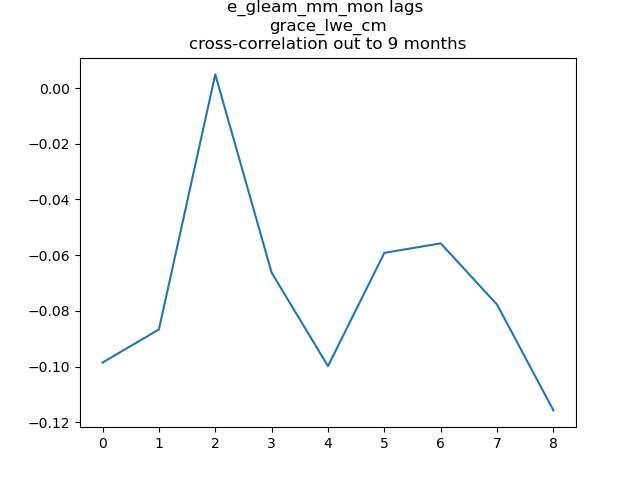 e_gleam_mm_mon lags
grace_lwe_cm
cross-correlation out to 9 months
0.00
−0.02
−0.04
−0.06
−0.08
−0.10
−0.12
0 1 2 3 4 5 6 7 8